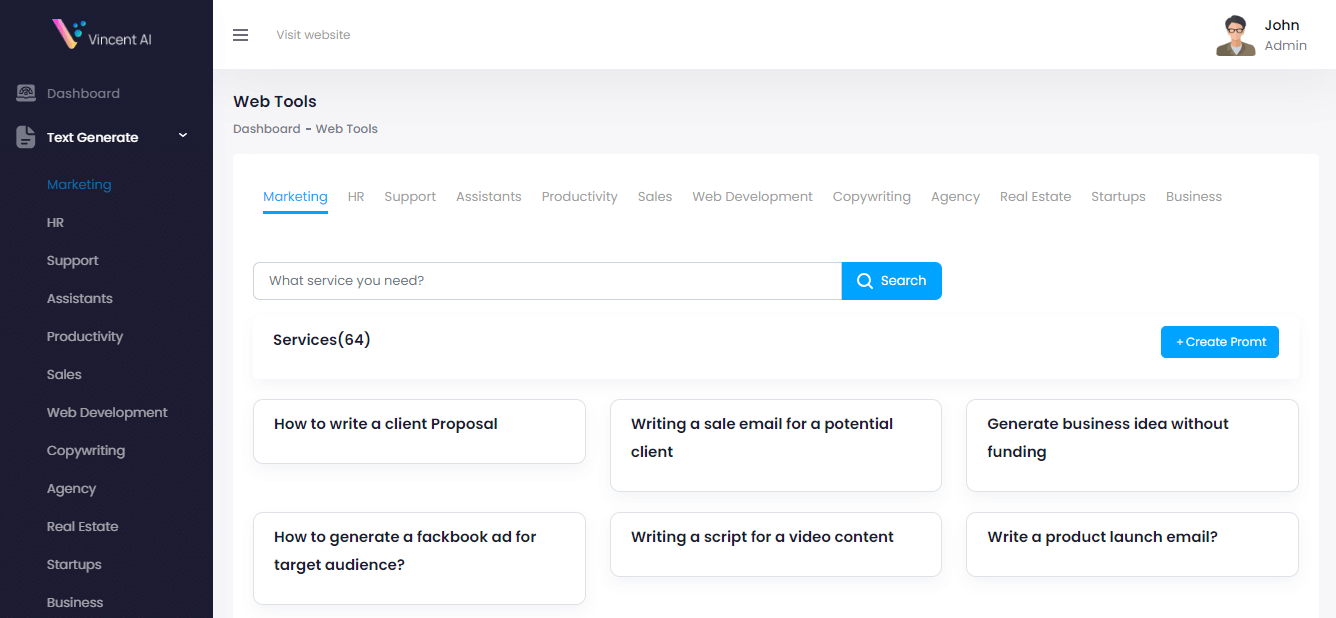 Vincent AI
Visit website
John
Admin
Dashboard
Text Generate
Marketing
HR
Support
Assistants
Productivity
Sales
Web Development
Copywriting
Agency
Real Estate
Startups
Business
Web Tools
Dashboard - Web Tools
Marketing HR Support Assistants Productivity Sales Web Development Copywriting Agency Real Estate Startups Business
What service you need? Search
Services(64)
+ Create Promt
How to write a client Proposal
Writing a sale email for a potential
client
Generate business idea without
funding
How to generate a fackbook ad for
target audience?
Writing a script for a video content
Write a product launch email?